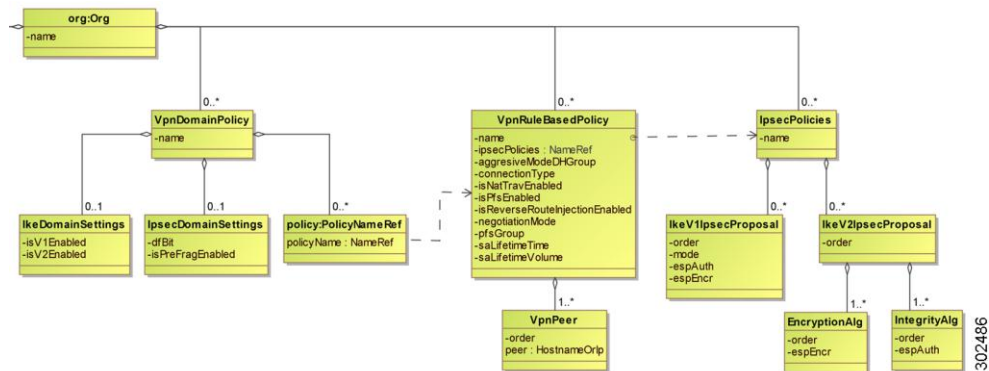 org:Org
-name
0..*
0..*
0..*
VpnDomainPolicy
-name
VpnRuleBasedPolicy
-name
-ipsecPolicies : NameRef
-aggresiveModeDHGroup
-connectionType
-isNatTravEnabled
-isPfsEnabled
-isReverseRouteInjectionEnabled
-negotiationMode
-pfsGroup
-saLifetimeTime
-saLifetimeVolume
IpsecPolicies
-name
0..1
0..1
0..*
0..*
0..*
IkeDomainSettings
-isV1Enabled
-isV2Enabled
IpsecDomainSettings
-dfBit
-isPreFragEnabled
policy:PolicyNameRef
policyName : NameRef
IkeV1IpsecProposal
-order
-mode
-espAuth
-espEncr
IkeV2IpsecProposal
-order
1..*
1..*
1..*
VpnPeer
-order
peer : HostnameOrIp
EncryptionAlg
-order
-espEncr
IntegrityAlg
-order
-espAuth
302486